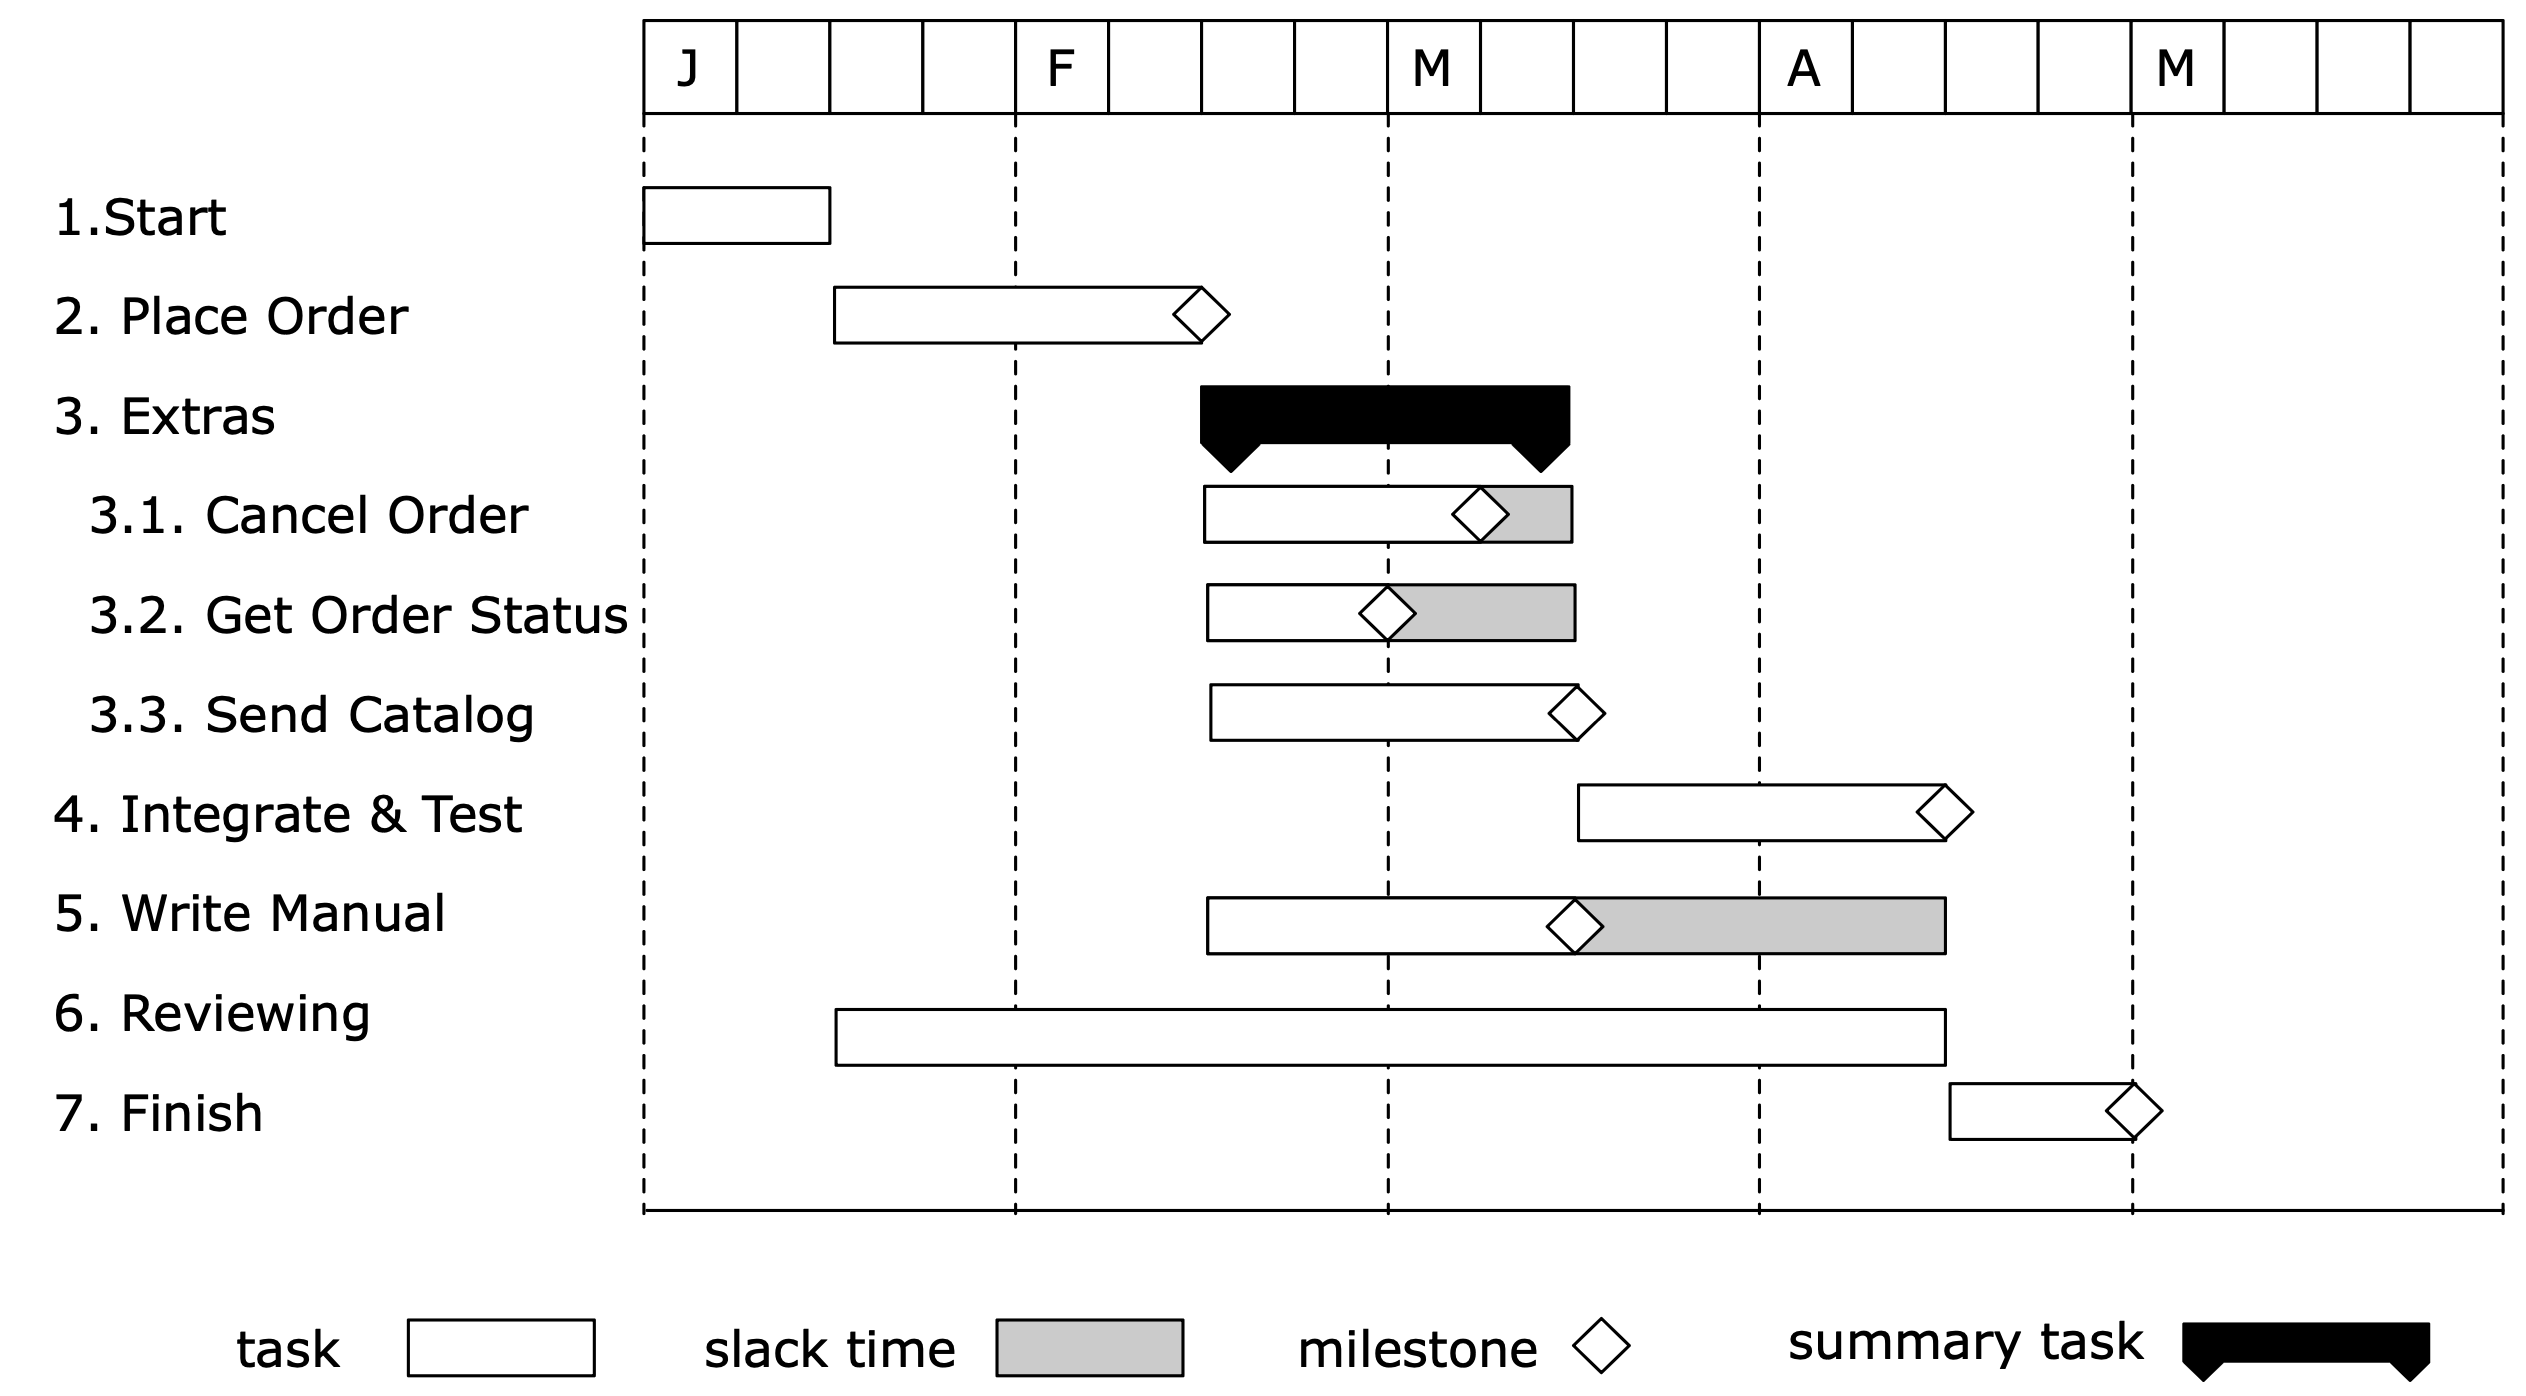 J F M A M
1.Start
2. Place Order
3. Extras
3.1. Cancel Order
3.2. Get Order Status
3.3. Send Catalog
4. Integrate & Test
5. Write Manual
6. Reviewing
7. Finish
task slack time milestone summary task